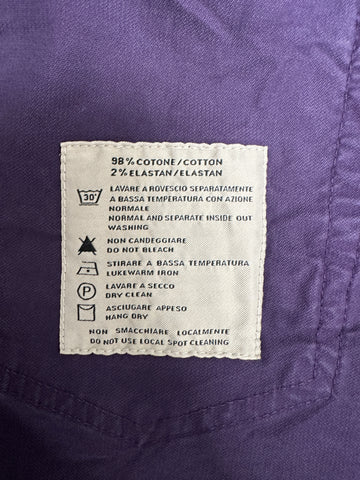 98% COTONE/COTTON
2% ELASTAN/ELASTAN
30°
LAVARE A ROVESCIO SEPARATAMENTE
A BASSA TEMPERATURA CON AZIONE
NORMALE
NORMAL AND SEPARATE INSIDE OUT
WASHING
NON CANDEGGIARE
DO NOT BLEACH
STIRARE A BASSA TEMPERATURA
LUKEWARM IRON
P
LAVARE A SECCO
DRY CLEAN
ASCIUGARE APPESO
HANG DRY
NON SMACCHIARE LOCALMENTE
DO NOT USE LOCAL SPOT CLEANING